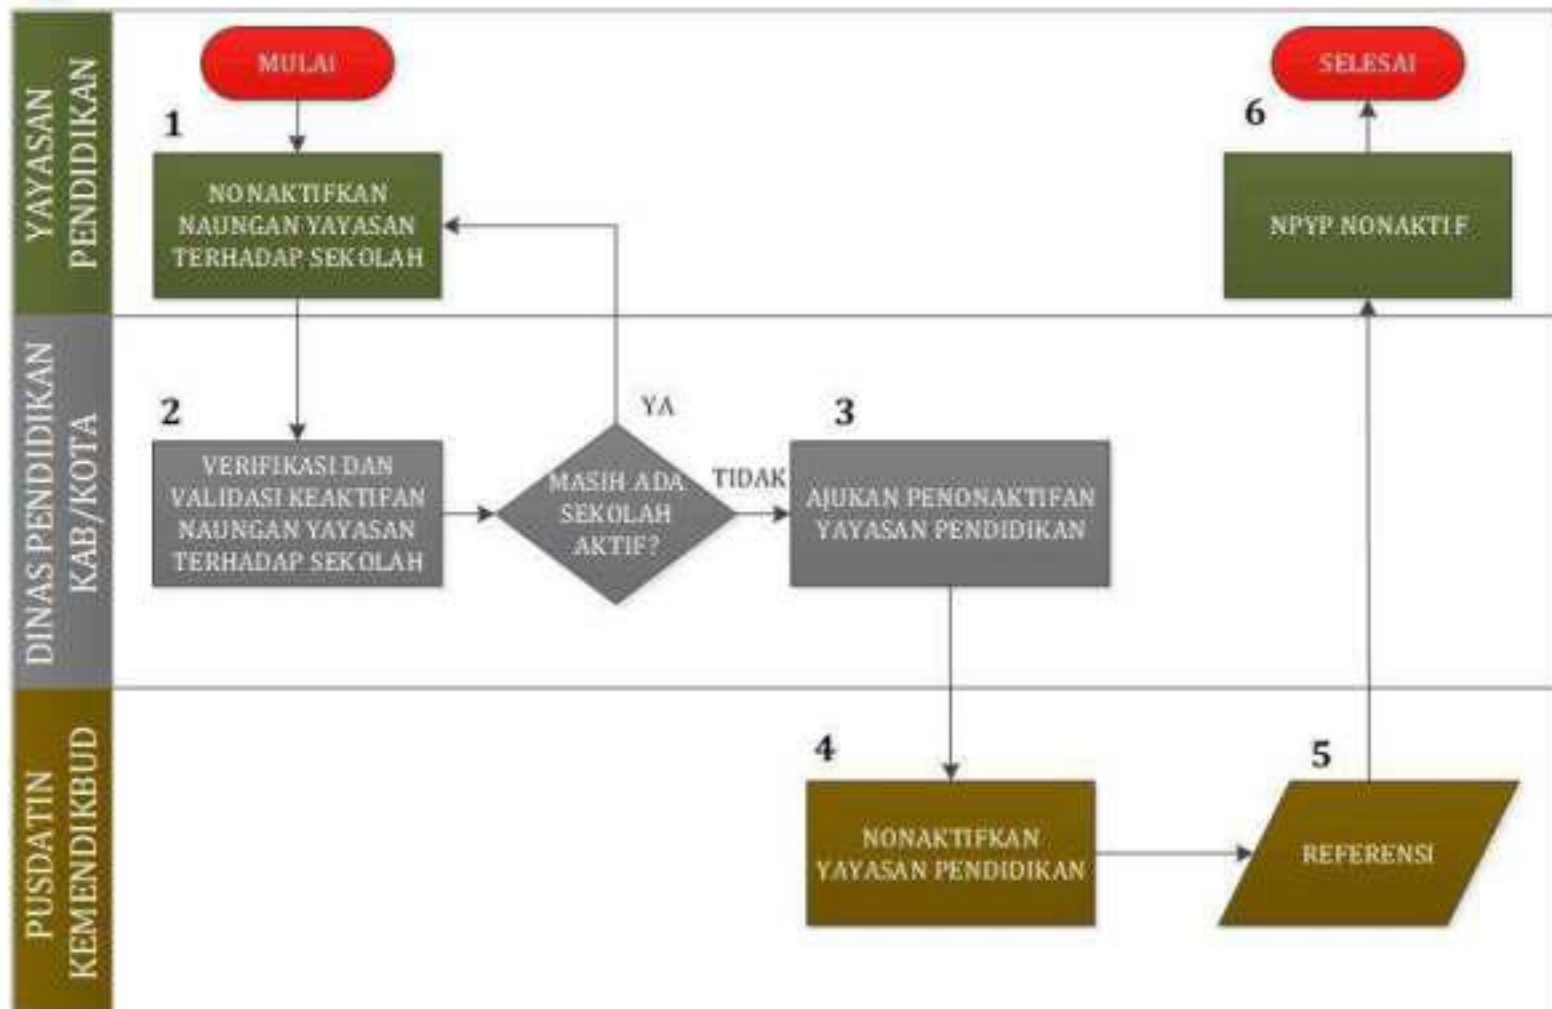 YAYASAN
PENDIDIKAN
MULAI
1
NONAKTIFKAN
NAUNGAN YAYASAN
TERHADAP SEKOLAH
SELESAI
6
NPYP NONAKTIF
DINAS PENDIDIKAN
KAB/KOTA
2
VERIFIKASI DAN
VALIDASI KEAKTIFAN
NAUNGAN YAYASAN
TERHADAP SEKOLAH
MASIH ADA
SEKOLAH
AKTIF?
YA
TIDAK
3
AJUKAN PENONAKTIFAN
YAYASAN PENDIDIKAN
PUSDATIN
KEMENDIKBUD
4
NONAKTIFKAN
YAYASAN PENDIDIKAN
5
REFERENSI